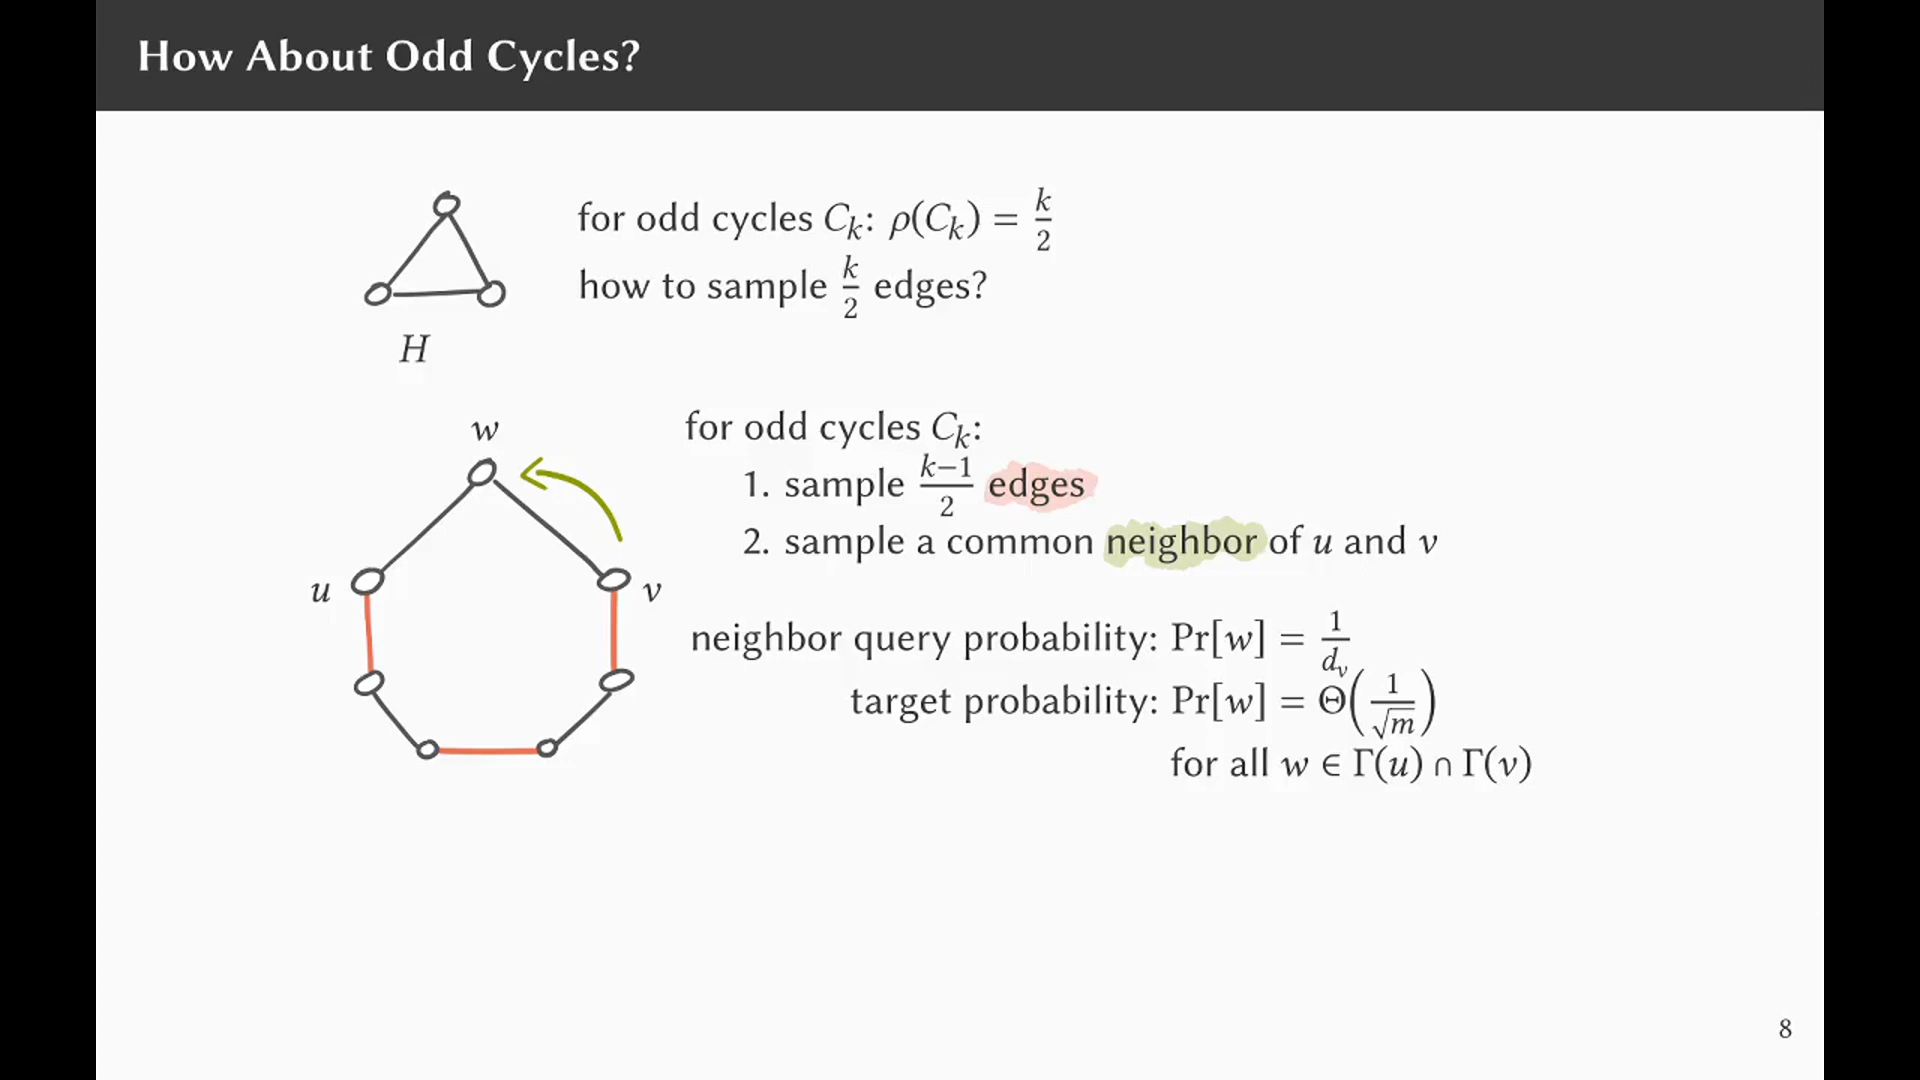 How About Odd Cycles?
for odd cycles C_k: ρ(C_k) = k/2
how to sample k/2 edges?
H
w
u
v
for odd cycles C_k:
1. sample (k−1)/2 edges
2. sample a common neighbor of u and v
neighbor query probability: Pr[w] = 1/d_v
target probability: Pr[w] = Θ(1/√m)
for all w ∈ Γ(u) ∩ Γ(v)
8